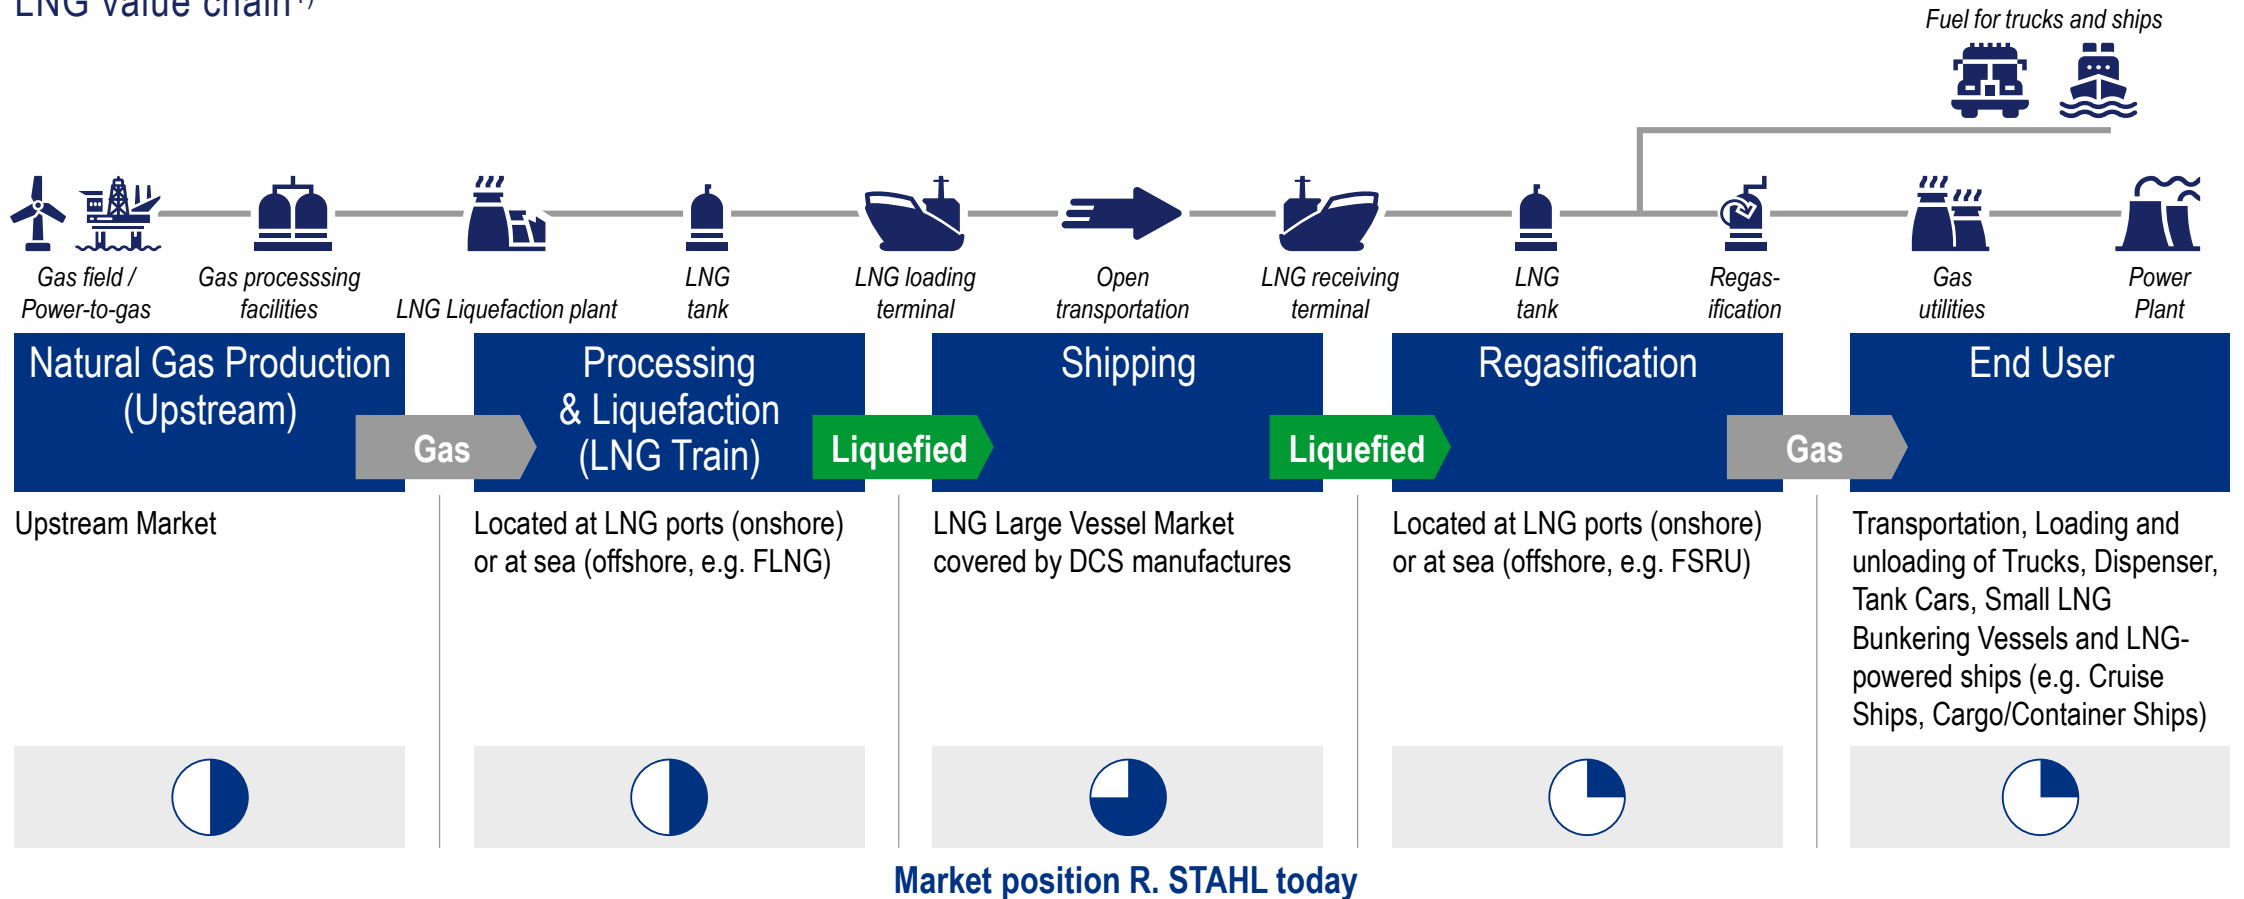 LNG value chain 1)
Fuel for trucks and ships
Gas field /
Power-to-gas
Gas processsing
facilities
LNG Liquefaction plant
LNG
tank
LNG loading
terminal
Open
transportation
LNG receiving
terminal
LNG
tank
Regas-
ification
Gas
utilities
Power
Plant
Natural Gas Production
(Upstream)
Gas
Processing
& Liquefaction
(LNG Train)
Liquefied
Shipping
Liquefied
Regasification
Gas
End User
Upstream Market
Located at LNG ports (onshore)
or at sea (offshore, e.g. FLNG)
LNG Large Vessel Market
covered by DCS manufactures
Located at LNG ports (onshore)
or at sea (offshore, e.g. FSRU)
Transportation, Loading and
unloading of Trucks, Dispenser,
Tank Cars, Small LNG
Bunkering Vessels and LNG-
powered ships (e.g. Cruise
Ships, Cargo/Container Ships)
Market position R. STAHL today